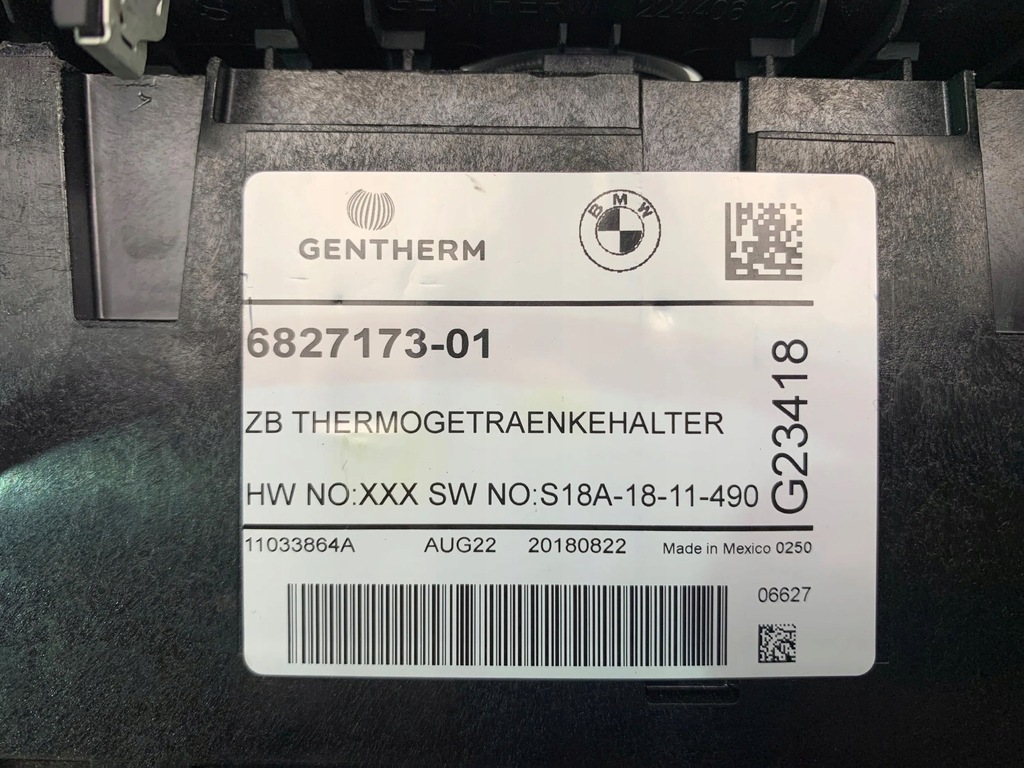 GENTHERM
GENTHERM
BMW
6827173-01
ZB THERMOGETRAENKEHALTER
HW NO:XXX SW NO:S18A-18-11-490
G23418
11033864A AUG22 20180822 Made in Mexico 0250
06627